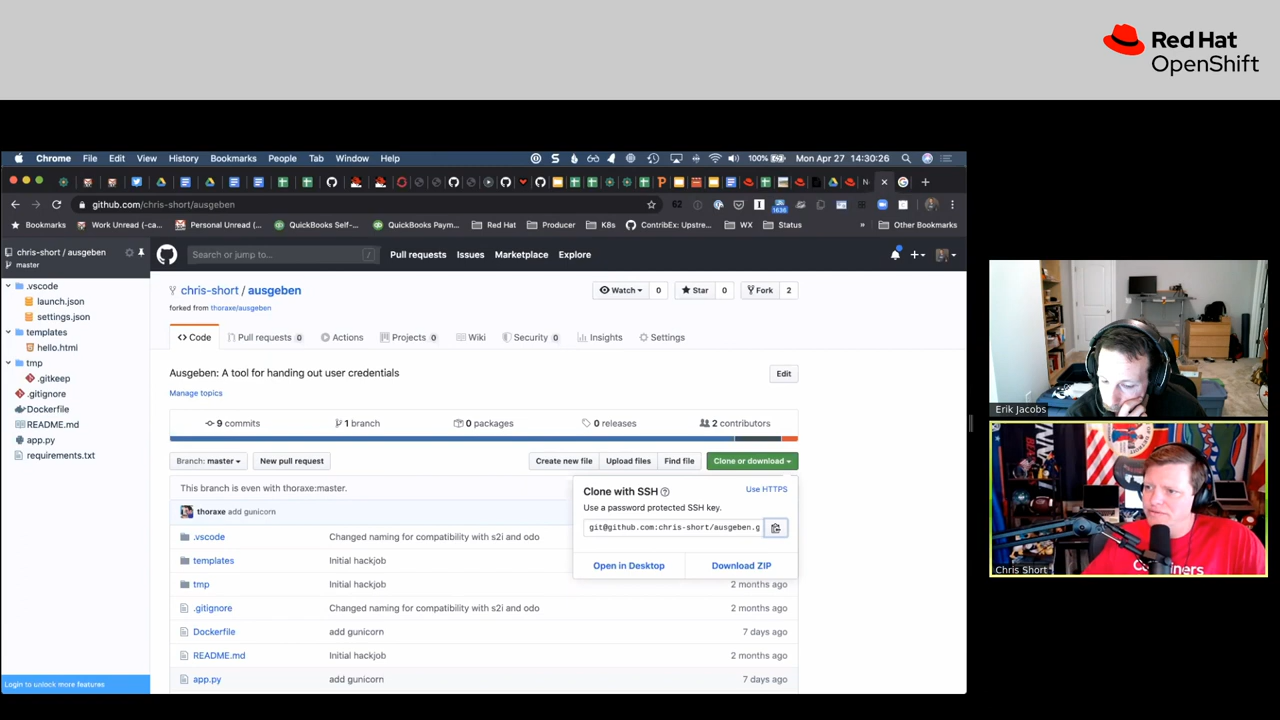 Red Hat
OpenShift
Chrome File Edit View History Bookmarks People Tab Window Help
100% Mon Apr 27 14:30:26
github.com/chris-short/ausgeben
Bookmarks Work Unread (-ca... Personal Unread (... QuickBooks Self-... QuickBooks Paym... Red Hat Producer K8s ContribEx: Upstre... WX Status » Other Bookmarks
chris-short / ausgeben
master
Search or jump to... /
Pull requests Issues Marketplace Explore
.vscode
launch.json
settings.json
templates
hello.html
tmp
.gitkeep
.gitignore
Dockerfile
README.md
app.py
requirements.txt
Login to unlock more features
chris-short / ausgeben
Watch 0 Star 0 Fork 2
forked from thoraxe/ausgeben
Code Pull requests 0 Actions Projects 0 Wiki Security 0 Insights Settings
Ausgeben: A tool for handing out user credentials
Edit
Manage topics
9 commits 1 branch 0 packages 0 releases 2 contributors
Branch: master New pull request Create new file Upload files Find file Clone or download
This branch is even with thoraxe:master.
thoraxe add gunicorn
Clone with SSH Use HTTPS
Use a password protected SSH key.
git@github.com:chris-short/ausgeben.g
Open in Desktop Download ZIP
.vscode Changed naming for compatibility with s2i and odo
templates Initial hackjob
tmp Initial hackjob 2 months ago
.gitignore Changed naming for compatibility with s2i and odo 2 months ago
Dockerfile add gunicorn 7 days ago
README.md Initial hackjob 2 months ago
app.py add gunicorn 7 days ago
Erik Jacobs
Chris Short